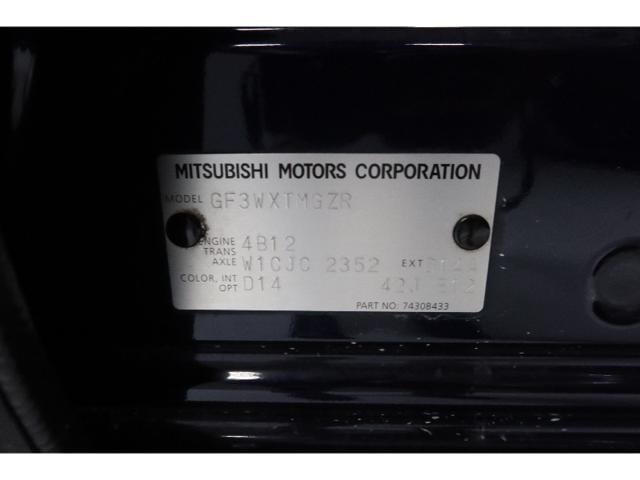 MITSUBISHI MOTORS CORPORATION
MODEL GF3WXTMGZR
ENGINE 4B12
TRANS AXLE W1CJC 2352 EXT
COLOR, INT OPT D14
PART NO: 74308433